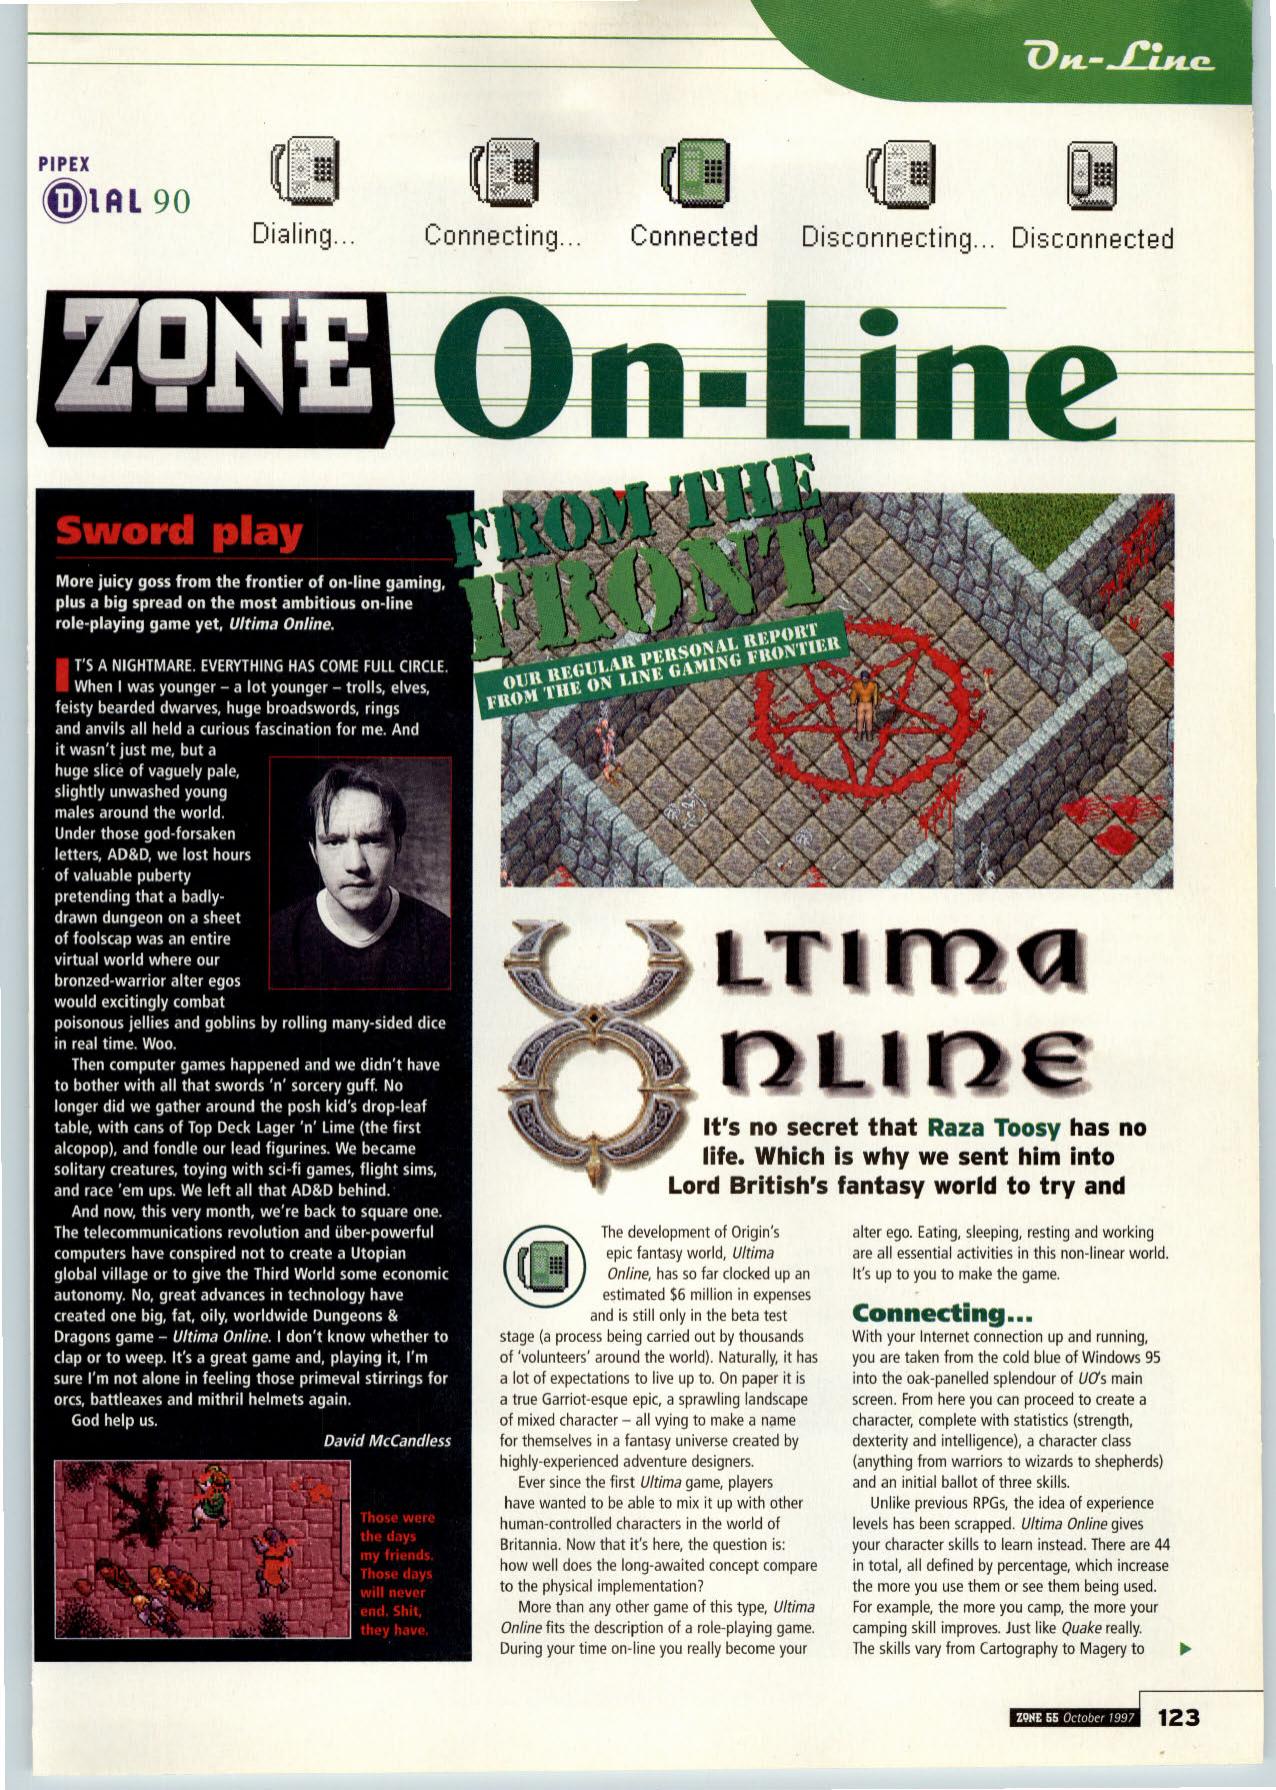 On-Line
PIPEX
DIAL 90
Dialing...
Connecting...
Connected
Disconnecting...
Disconnected
ZONE
On-Line
Sword play
More juicy goss from the frontier of on-line gaming,
plus a big spread on the most ambitious on-line
role-playing game yet, Ultima Online.
IT'S A NIGHTMARE. EVERYTHING HAS COME FULL CIRCLE.
When I was younger – a lot younger – trolls, elves,
feisty bearded dwarves, huge broadswords, rings
and anvils all held a curious fascination for me. And
it wasn't just me, but a
huge slice of vaguely pale,
slightly unwashed young
males around the world.
Under those god-forsaken
letters, AD&D, we lost hours
of valuable puberty
pretending that a badly-
drawn dungeon on a sheet
of foolscap was an entire
virtual world where our
bronzed-warrior alter egos
would excitingly combat
poisonous jellies and goblins by rolling many-sided dice
in real time. Woo.
Then computer games happened and we didn't have
to bother with all that swords 'n' sorcery guff. No
longer did we gather around the posh kid's drop-leaf
table, with cans of Top Deck Lager 'n' Lime (the first
alcopop), and fondle our lead figurines. We became
solitary creatures, toying with sci-fi games, flight sims,
and race 'em ups. We left all that AD&D behind.
And now, this very month, we're back to square one.
The telecommunications revolution and über-powerful
computers have conspired not to create a Utopian
global village or to give the Third World some economic
autonomy. No, great advances in technology have
created one big, fat, oily, worldwide Dungeons &
Dragons game – Ultima Online. I don't know whether to
clap or to weep. It's a great game and, playing it, I'm
sure I'm not alone in feeling those primeval stirrings for
orcs, battleaxes and mithril helmets again.
God help us.
David McCandless
Those were
the days
my friends.
Those days
will never
end. Shit,
they have.
FROM THE
FRONT
OUR REGULAR PERSONAL REPORT
FROM THE ON LINE GAMING FRONTIER
ULTIMA
ONLINE
It's no secret that Raza Toosy has no
life. Which is why we sent him into
Lord British's fantasy world to try and
The development of Origin's
epic fantasy world, Ultima
Online, has so far clocked up an
estimated $6 million in expenses
and is still only in the beta test
stage (a process being carried out by thousands
of 'volunteers' around the world). Naturally, it has
a lot of expectations to live up to. On paper it is
a true Garriot-esque epic, a sprawling landscape
of mixed character – all vying to make a name
for themselves in a fantasy universe created by
highly-experienced adventure designers.
Ever since the first Ultima game, players
have wanted to be able to mix it up with other
human-controlled characters in the world of
Britannia. Now that it's here, the question is:
how well does the long-awaited concept compare
to the physical implementation?
More than any other game of this type, Ultima
Online fits the description of a role-playing game.
During your time on-line you really become your
alter ego. Eating, sleeping, resting and working
are all essential activities in this non-linear world.
It's up to you to make the game.
Connecting...
With your Internet connection up and running,
you are taken from the cold blue of Windows 95
into the oak-panelled splendour of UO's main
screen. From here you can proceed to create a
character, complete with statistics (strength,
dexterity and intelligence), a character class
(anything from warriors to wizards to shepherds)
and an initial ballot of three skills.
Unlike previous RPGs, the idea of experience
levels has been scrapped. Ultima Online gives
your character skills to learn instead. There are 44
in total, all defined by percentage, which increase
the more you use them or see them being used.
For example, the more you camp, the more your
camping skill improves. Just like Quake really.
The skills vary from Cartography to Magery to
ZONE 55 October 1997
123